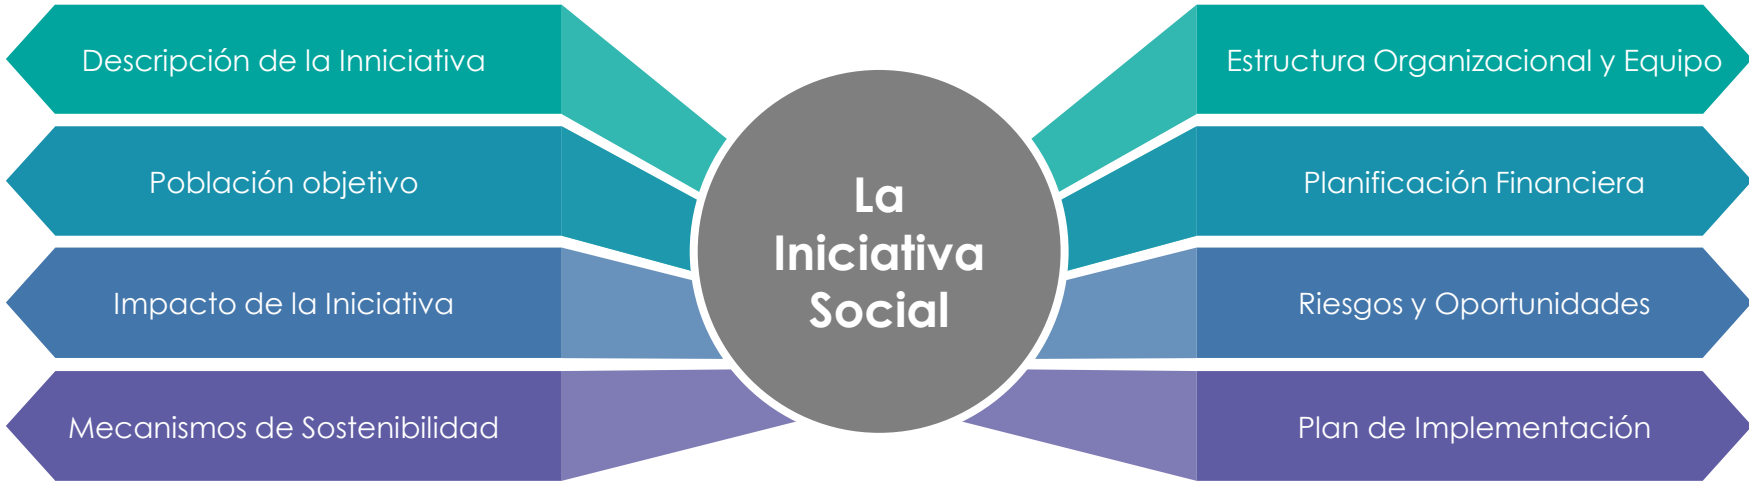 Descripción de la Inniciativa
Población objetivo
Impacto de la Iniciativa
Mecanismos de Sostenibilidad
La
Iniciativa
Social
Estructura Organizacional y Equipo
Planificación Financiera
Riesgos y Oportunidades
Plan de Implementación